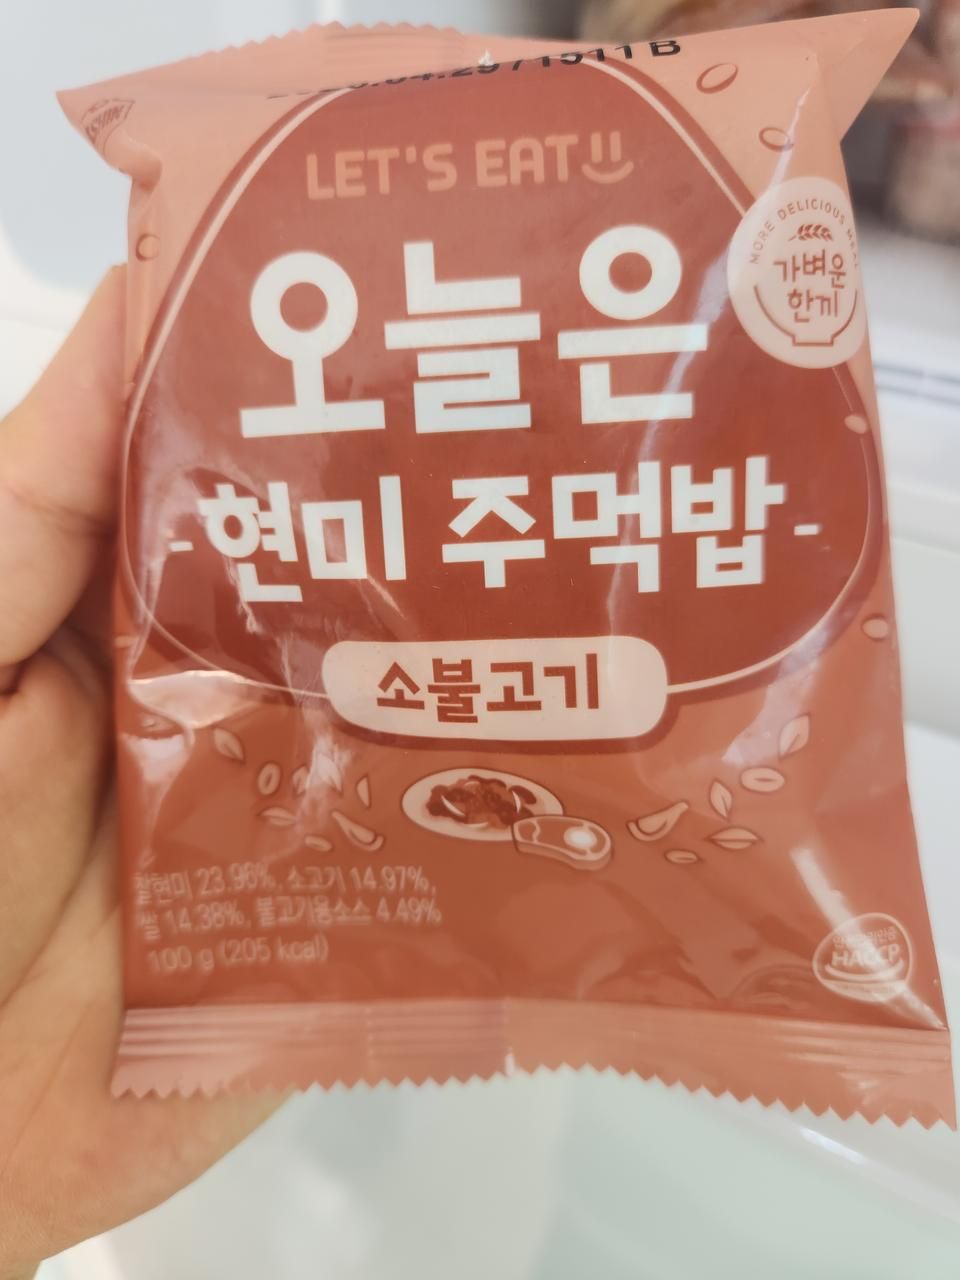 LET'S EAT
오늘은
현미 주먹밥
소불고기
MORE DELICIOUS MEAL
가벼운
한끼
찰현미 23.96%, 소고기 14.97%,
쌀 14.38%, 불고기용소스 4.49%
100 g (205 kcal)
HACCP